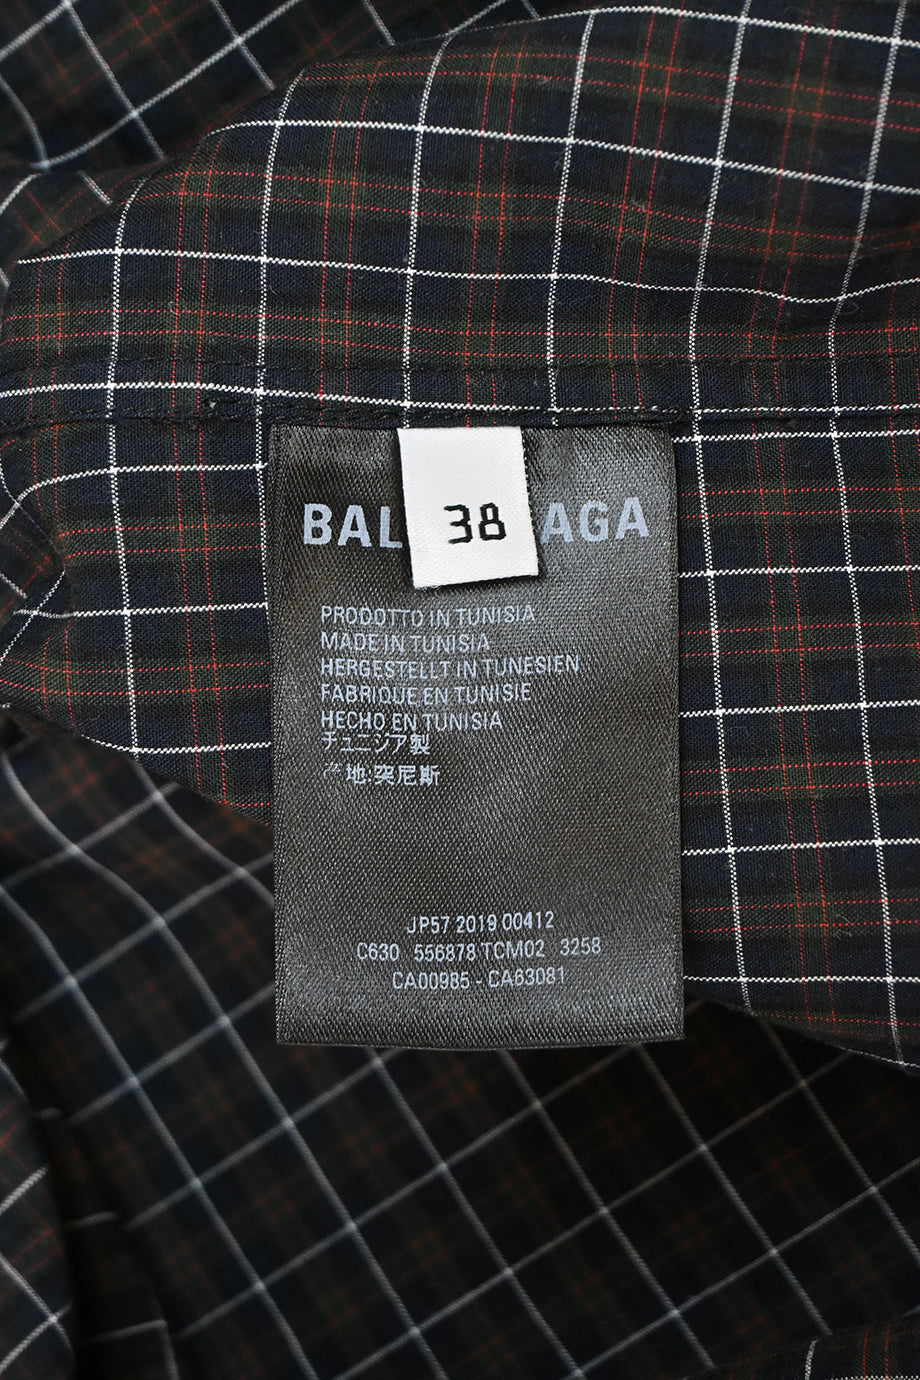 BAL AGA
38
PRODOTTO IN TUNISIA
MADE IN TUNISIA
HERGESTELLT IN TUNESIEN
FABRIQUE EN TUNISIE
HECHO EN TUNISIA
チュニジア製
产地:突尼斯
JP57 2019 00412
C630 556878 TCM02 3258
CA00985 - CA63081